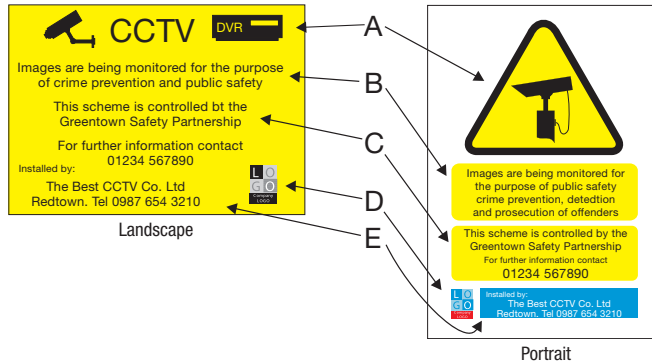 CCTV
DVR
Images are being monitored for the purpose
of crime prevention and public safety
This scheme is controlled bt the
Greentown Safety Partnership
For further information contact
01234 567890
Installed by:
The Best CCTV Co. Ltd
Redtown. Tel 0987 654 3210
L O
G O
Company
LOGO
Landscape
A
B
C
D
E
Images are being monitored for
the purpose of public safety
crime prevention, detedtion
and prosecution of offenders
This scheme is controlled by the
Greentown Safety Partnership
For further information contact
01234 567890
L O
G O
Company
LOGO
Installed by:
The Best CCTV Co. Ltd
Redtown. Tel 0987 654 3210
Portrait